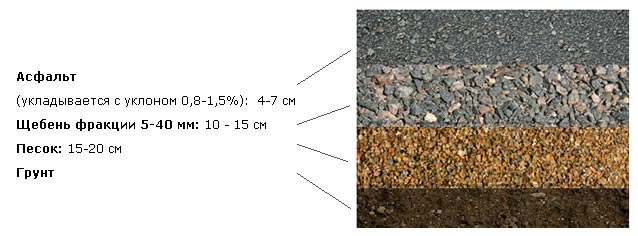 Асфальт
(укладывается с уклоном 0,8-1,5%): 4-7 см
Щебень фракции 5-40 мм: 10 - 15 см
Песок: 15-20 см
Грунт